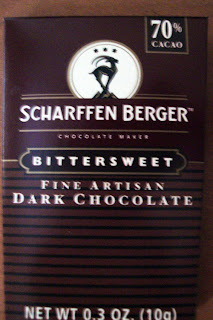 70%
CACAO
SCHARFFEN BERGER™
CHOCOLATE MAKER
BITTERSWEET
FINE ARTISAN
DARK CHOCOLATE
NET WT 0.3 OZ. (10g)